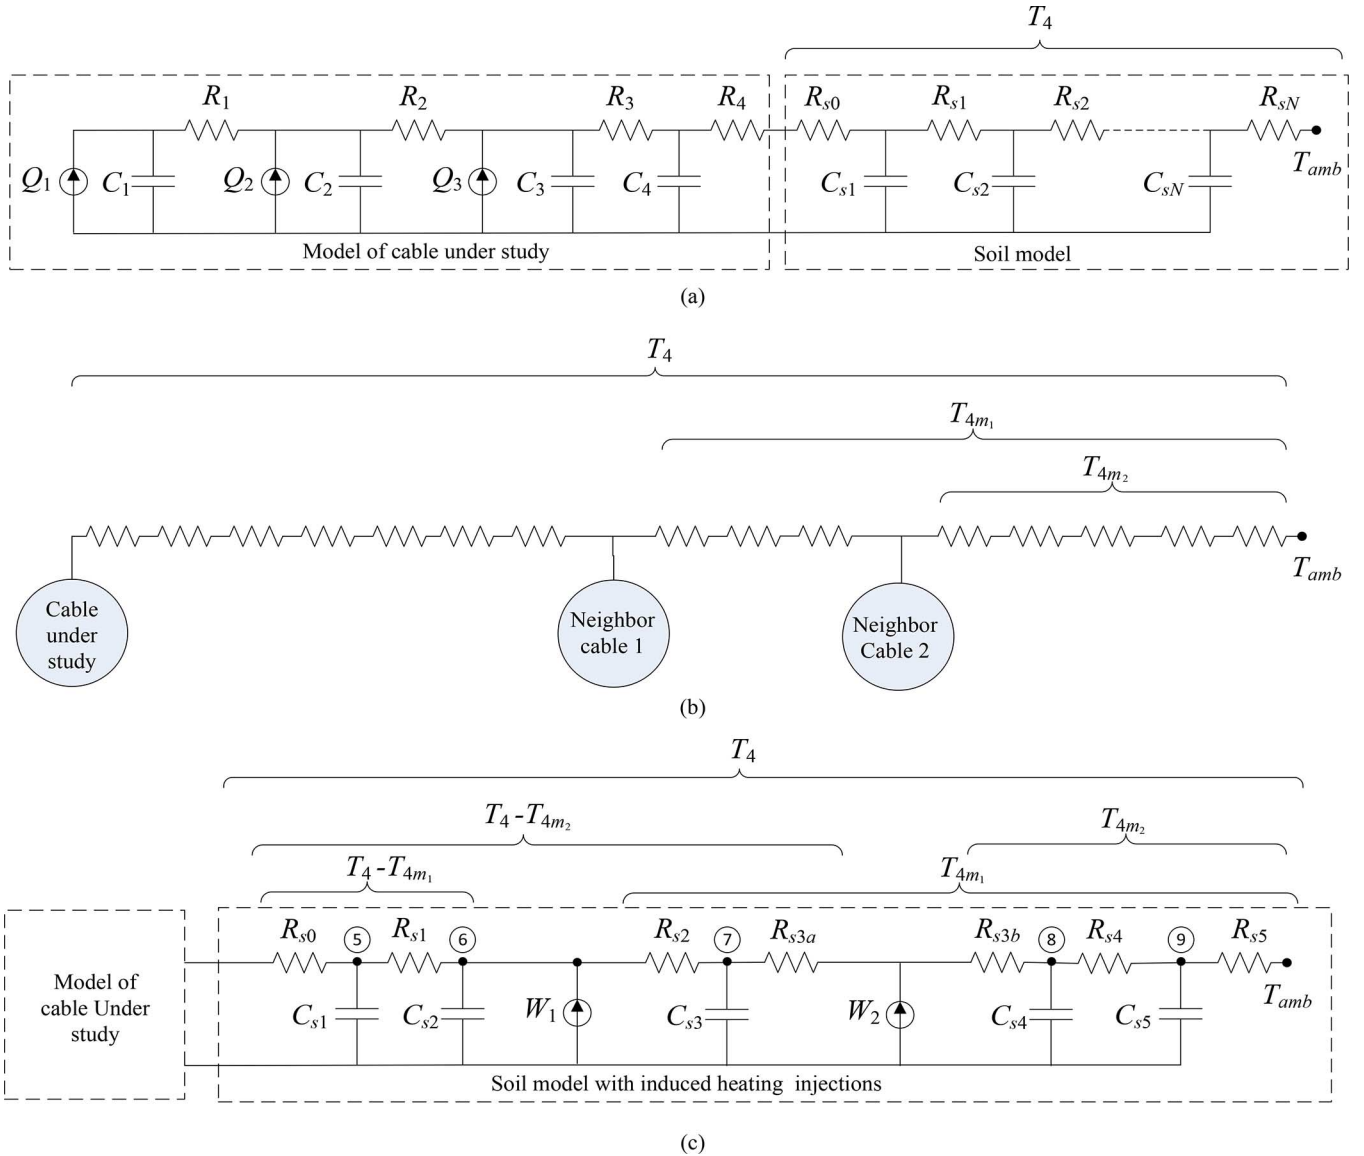 T4
R1 R2 R3 R4 Rs0 Rs1 Rs2 RsN
Q1 C1 Q2 C2 Q3 C3 C4 Cs1 Cs2 CsN Tamb
Model of cable under study
Soil model
(a)
T4
T4m1
T4m2
Tamb
Cable
under
study
Neighbor
cable 1
Neighbor
Cable 2
(b)
T4
T4 -T4m2
T4m2
T4 -T4m1
T4m1
Rs0 5 Rs1 6 Rs2 7 Rs3a Rs3b 8 Rs4 9 Rs5
Model of
cable Under
study
Cs1 Cs2 W1 Cs3 W2 Cs4 Cs5 Tamb
Soil model with induced heating injections
(c)